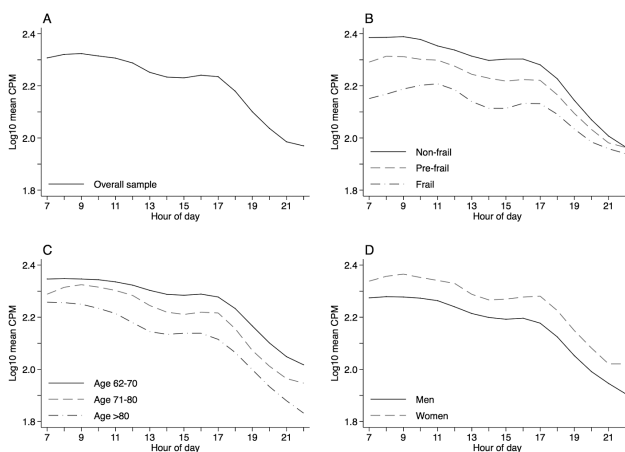 A
Log10 mean CPM
2.4
2.2
2.0
1.8
Overall sample
7 9 11 13 15 17 19 21
Hour of day
B
Log10 mean CPM
2.4
2.2
2.0
1.8
Non-frail
Pre-frail
Frail
7 9 11 13 15 17 19 21
Hour of day
C
Log10 mean CPM
2.4
2.2
2.0
1.8
Age 62-70
Age 71-80
Age >80
7 9 11 13 15 17 19 21
Hour of day
D
Log10 mean CPM
2.4
2.2
2.0
1.8
Men
Women
7 9 11 13 15 17 19 21
Hour of day